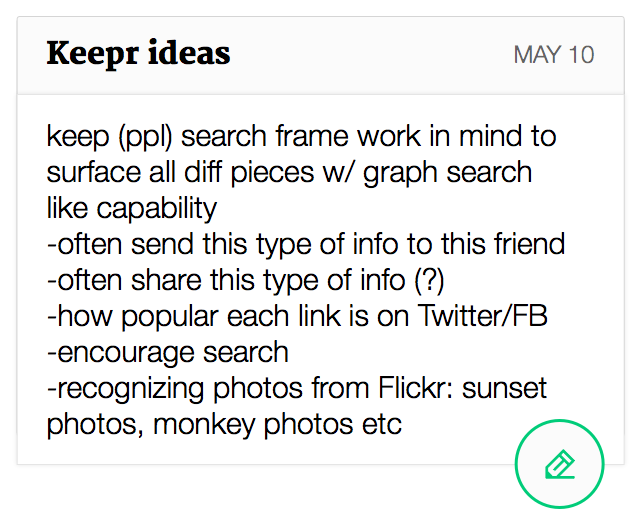 Keepr ideas MAY 10
keep (ppl) search frame work in mind to
surface all diff pieces w/ graph search
like capability
-often send this type of info to this friend
-often share this type of info (?)
-how popular each link is on Twitter/FB
-encourage search
-recognizing photos from Flickr: sunset
photos, monkey photos etc